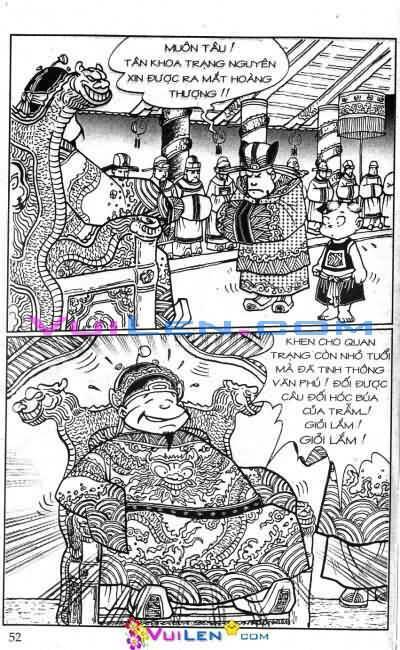 MUÔN TÂU !
TÂN KHOA TRẠNG NGUYÊN
XIN ĐƯỢC RA MẮT HOÀNG
THƯỢNG !!
VUILEN.COM
KHEN CHO QUAN
TRẠNG CÒN NHỎ TUỔI
MÀ ĐÃ TINH THÔNG
VĂN PHÚ ! ĐỐI ĐƯỢC
CÂU ĐỐI HÓC BÚA
CỦA TRẪM...!
GIỎI LẮM !
GIỎI LẮM !
52
VUILEN.COM